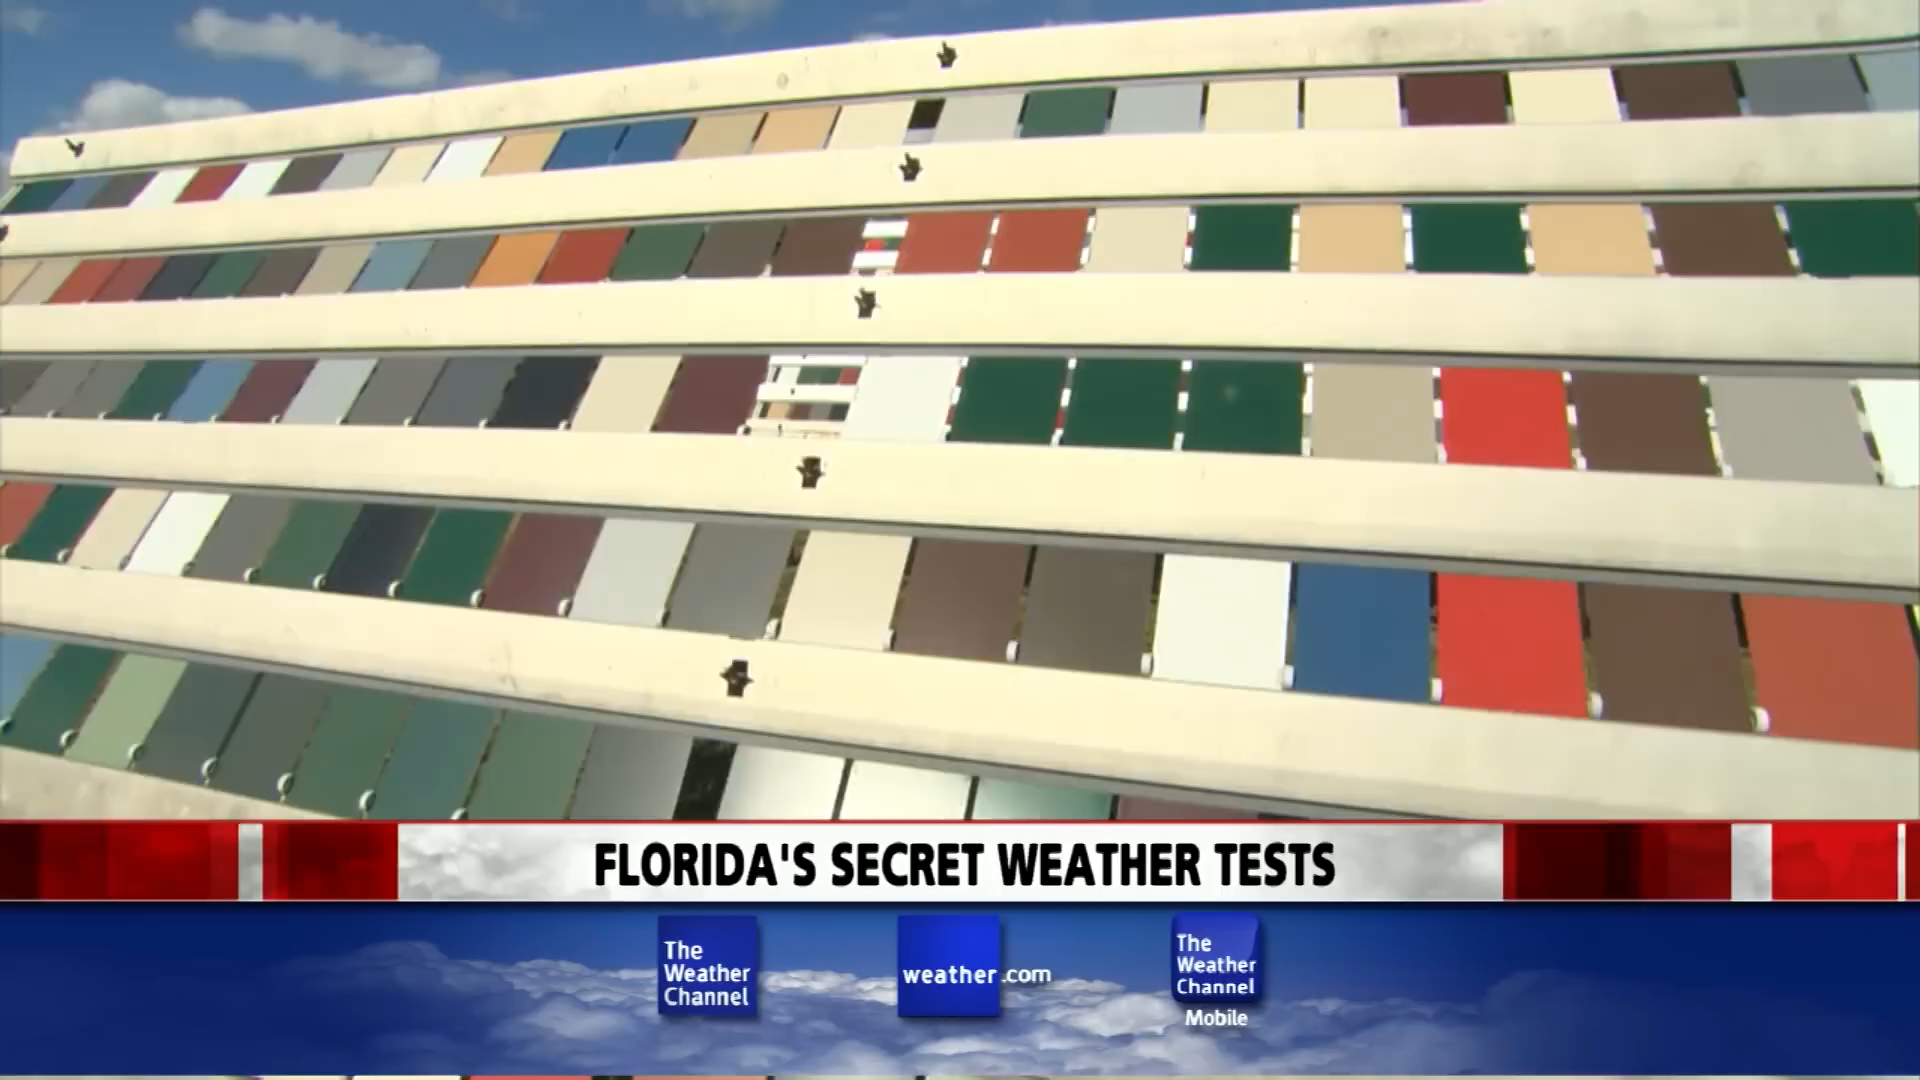 FLORIDA'S SECRET WEATHER TESTS
The
Weather
Channel
weather.com
The
Weather
Channel
Mobile